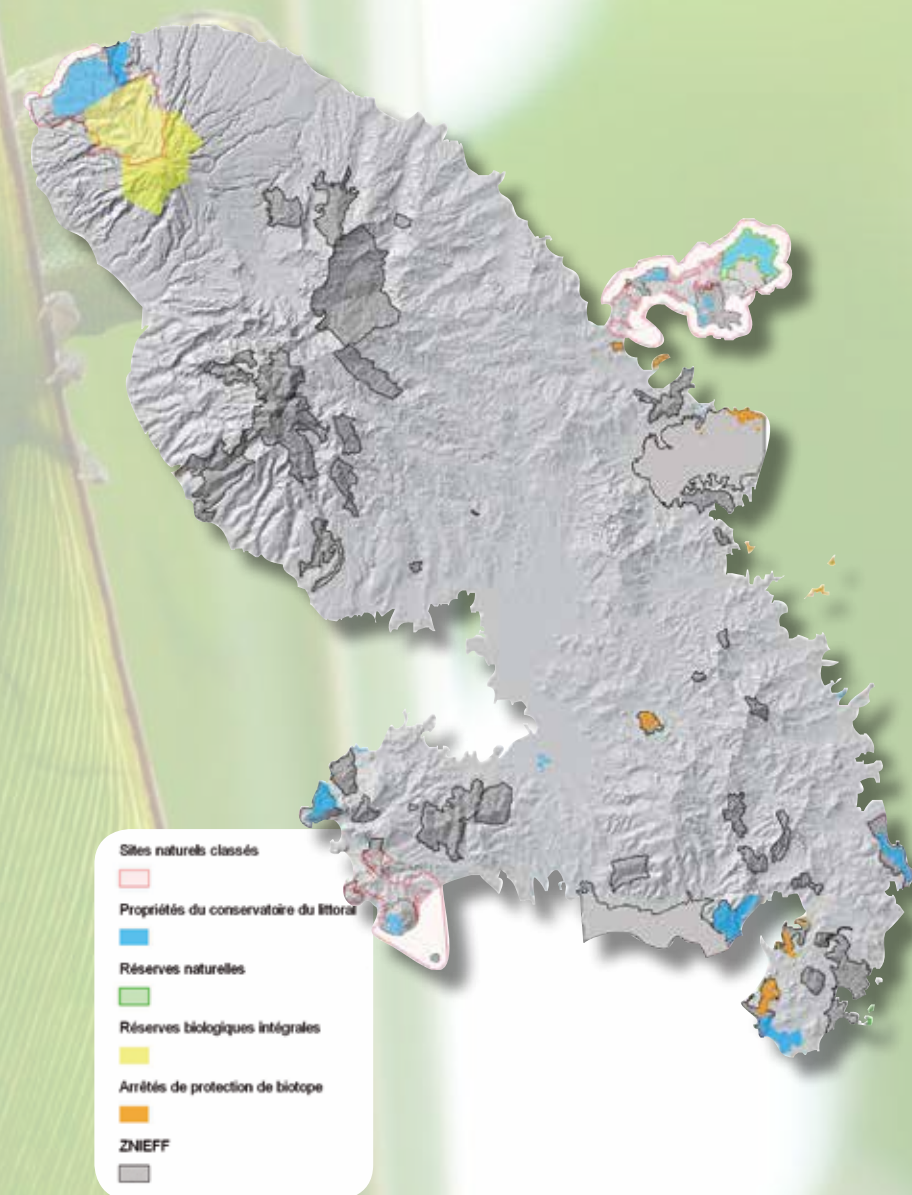 Sites naturels classés
Propriétés du conservatoire du littoral
Réserves naturelles
Réserves biologiques intégrales
Arrêtés de protection de biotope
ZNIEFF